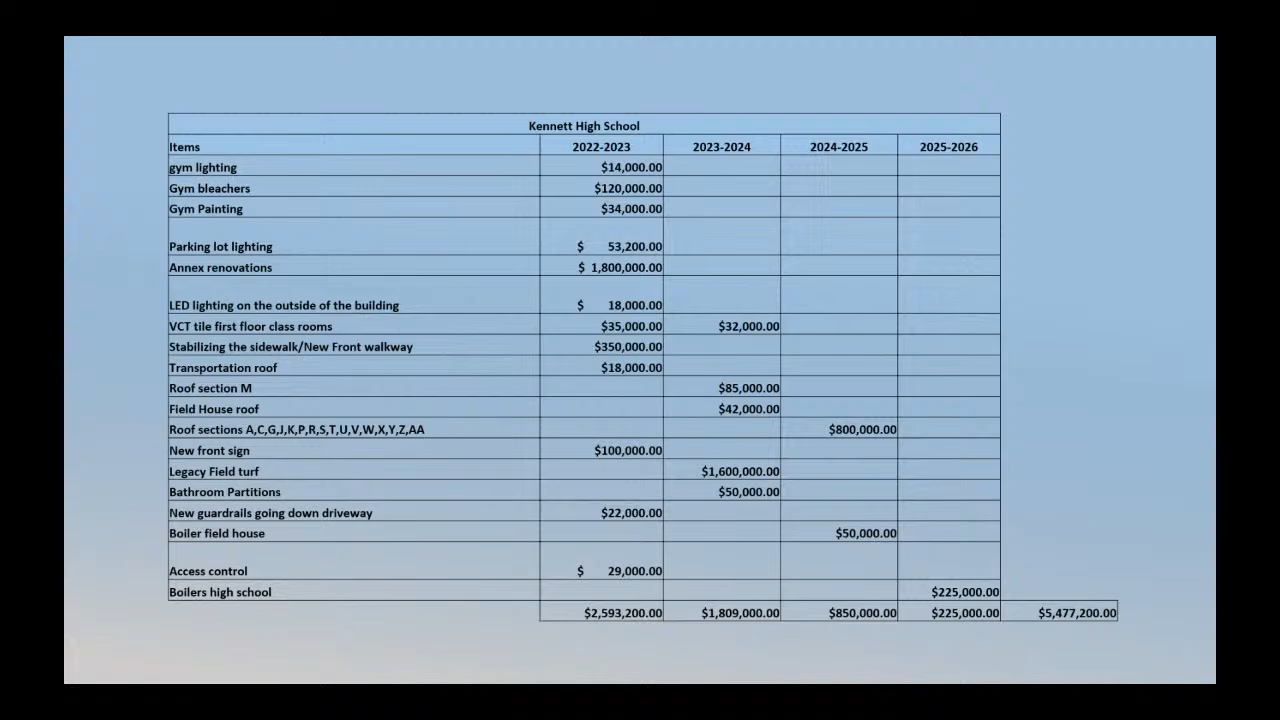 Kennett High School
Items 2022-2023 2023-2024 2024-2025 2025-2026
gym lighting $14,000.00
Gym bleachers $120,000.00
Gym Painting $34,000.00
Parking lot lighting $ 53,200.00
Annex renovations $ 1,800,000.00
LED lighting on the outside of the building $ 18,000.00
VCT tile first floor class rooms $35,000.00 $32,000.00
Stabilizing the sidewalk/New Front walkway $350,000.00
Transportation roof $18,000.00
Roof section M $85,000.00
Field House roof $42,000.00
Roof sections A,C,G,J,K,P,R,S,T,U,V,W,X,Y,Z,AA $800,000.00
New front sign $100,000.00
Legacy Field turf $1,600,000.00
Bathroom Partitions $50,000.00
New guardrails going down driveway $22,000.00
Boiler field house $50,000.00
Access control $ 29,000.00
Boilers high school $225,000.00
$2,593,200.00 $1,809,000.00 $850,000.00 $225,000.00 $5,477,200.00